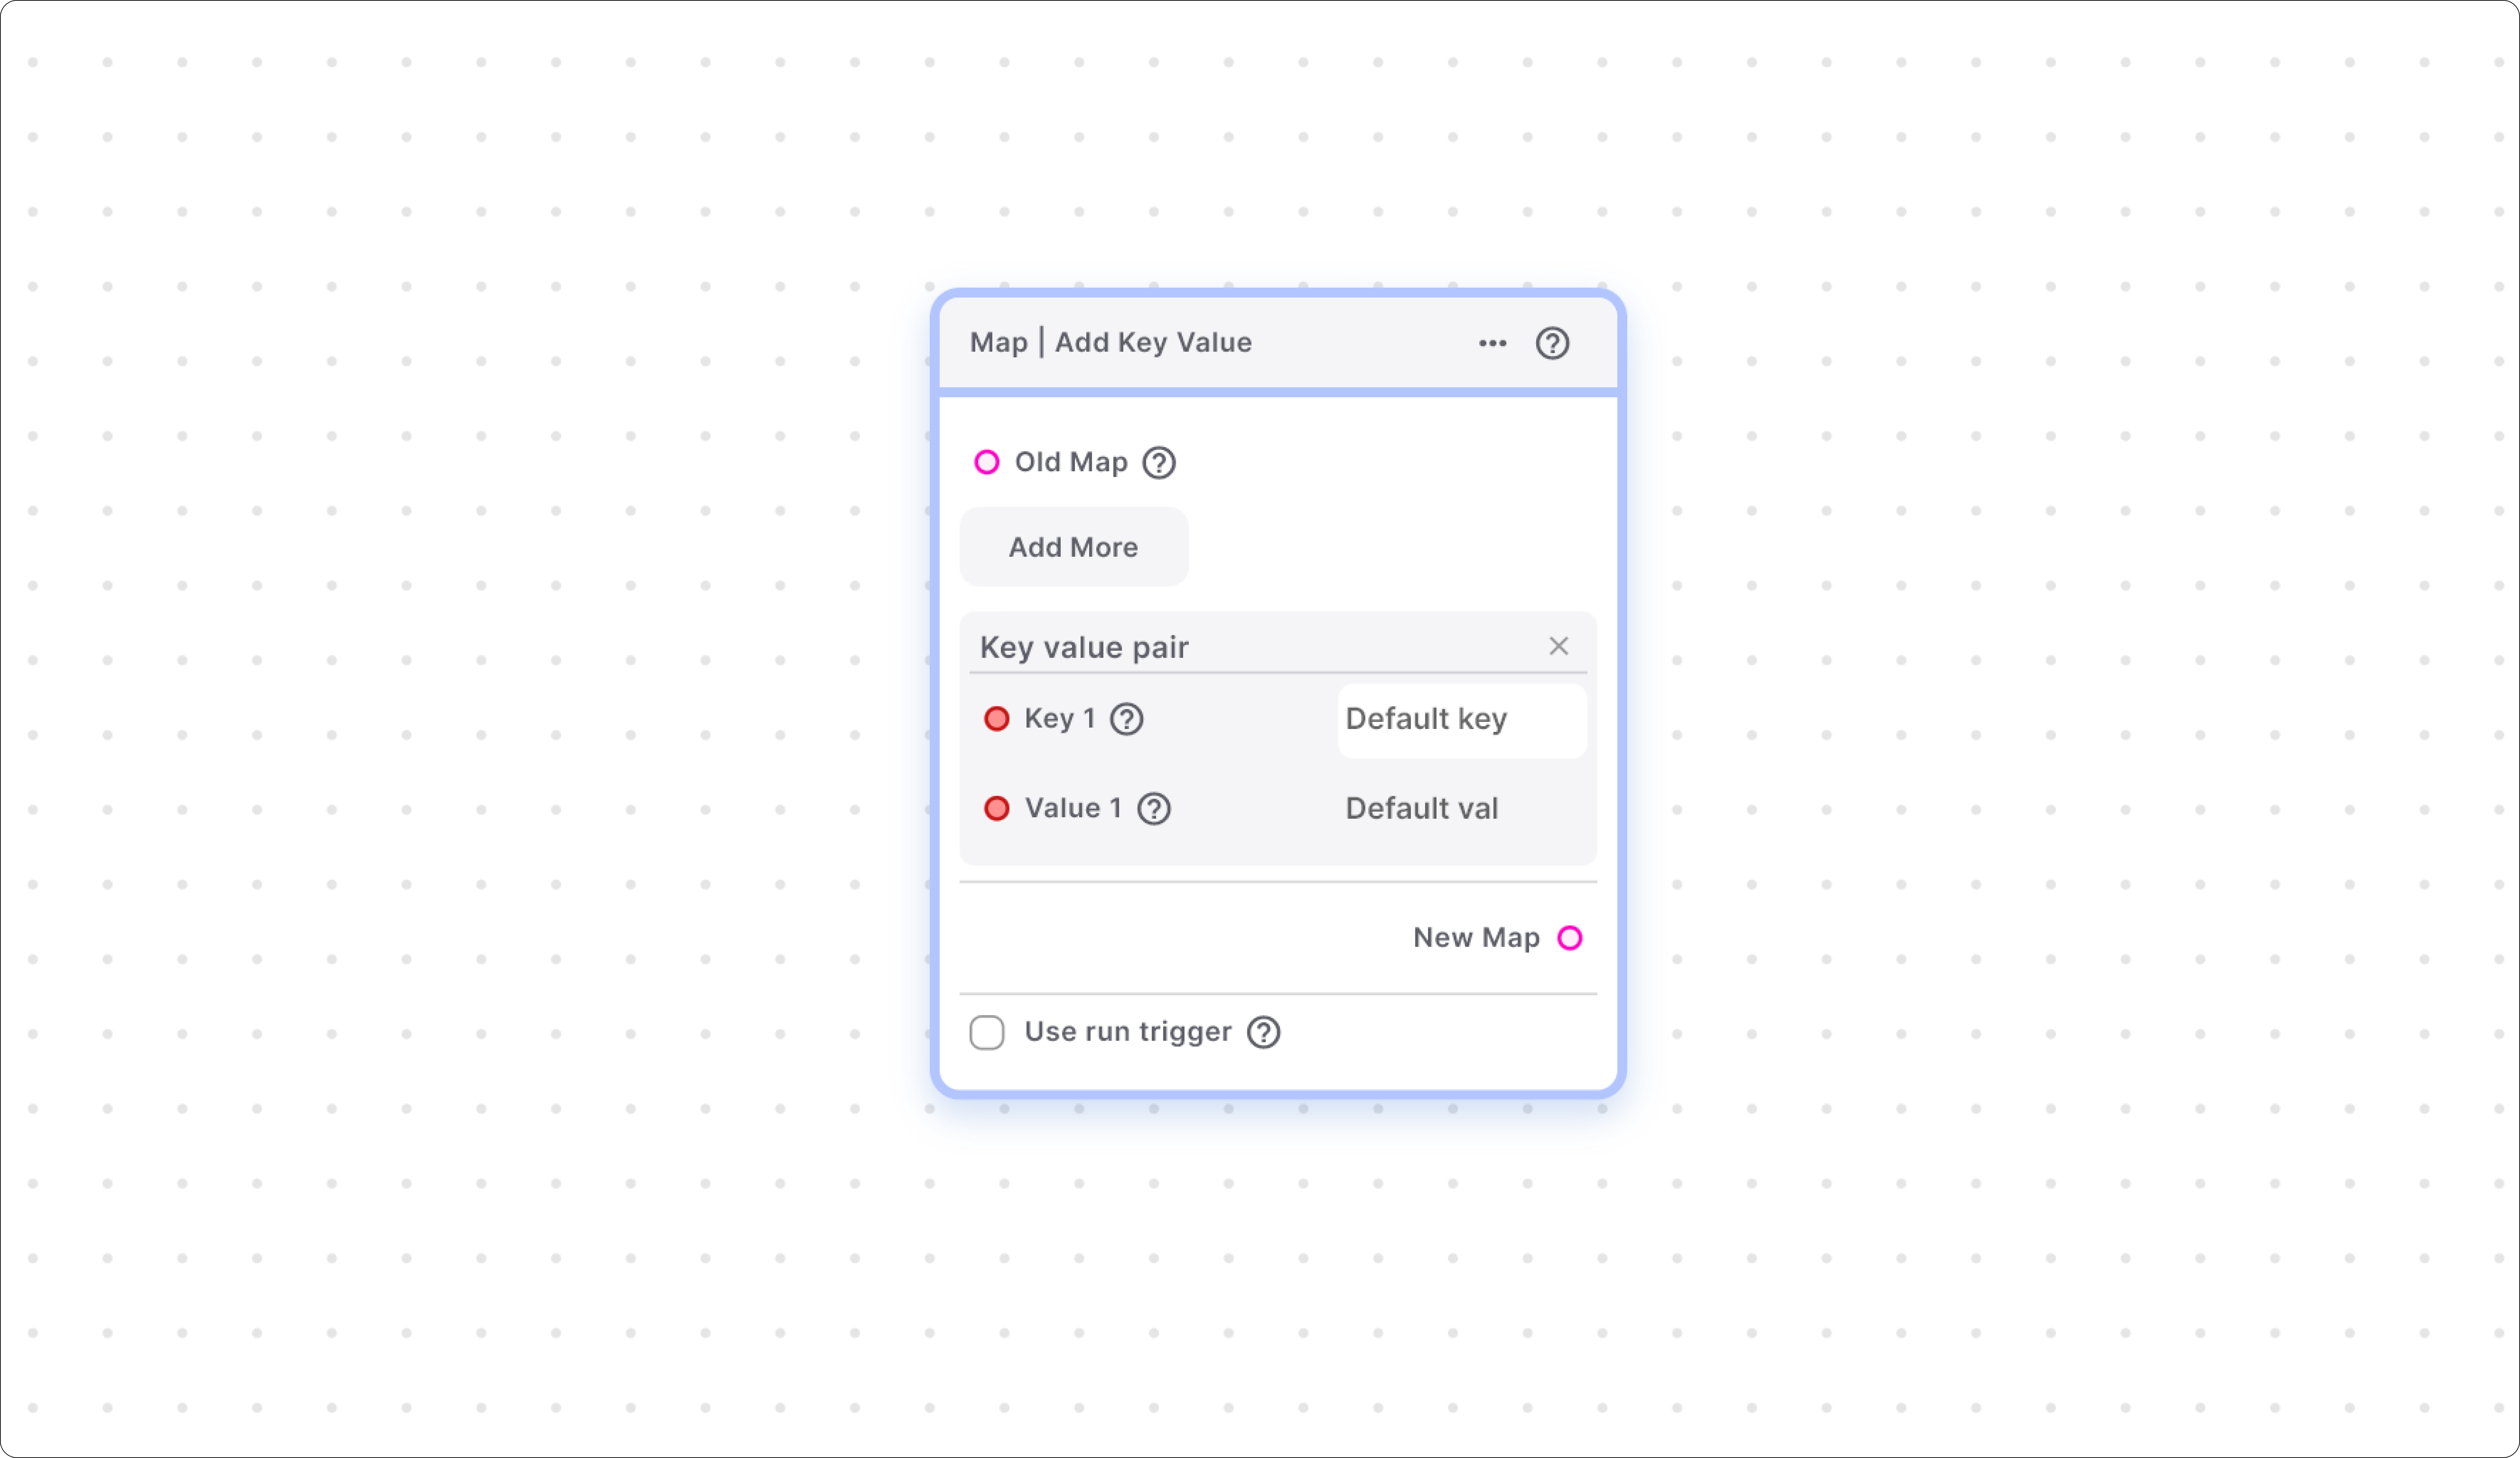 Map | Add Key Value
Old Map
Add More
Key value pair
Key 1 Default key
Value 1 Default val
New Map
Use run trigger